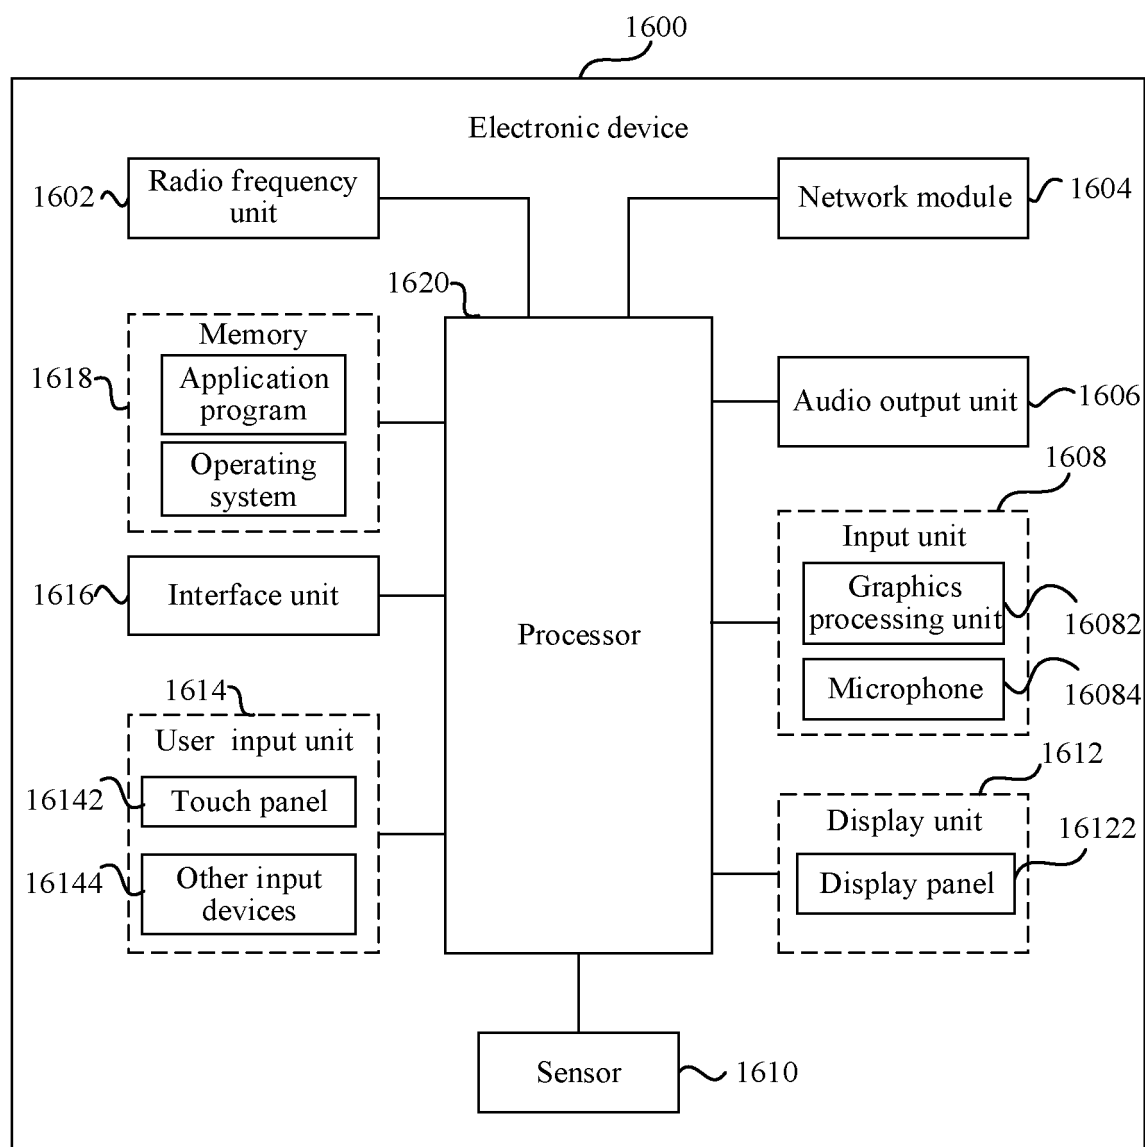 1600
Electronic device
1602
Radio frequency
unit
Network module
1604
1620
Memory
1618
Application
program
Operating
system
Audio output unit
1606
1608
Input unit
Graphics
processing unit
16082
Microphone
16084
1616
Interface unit
Processor
1614
User input unit
16142
Touch panel
16144
Other input
devices
1612
Display unit
16122
Display panel
Sensor
1610